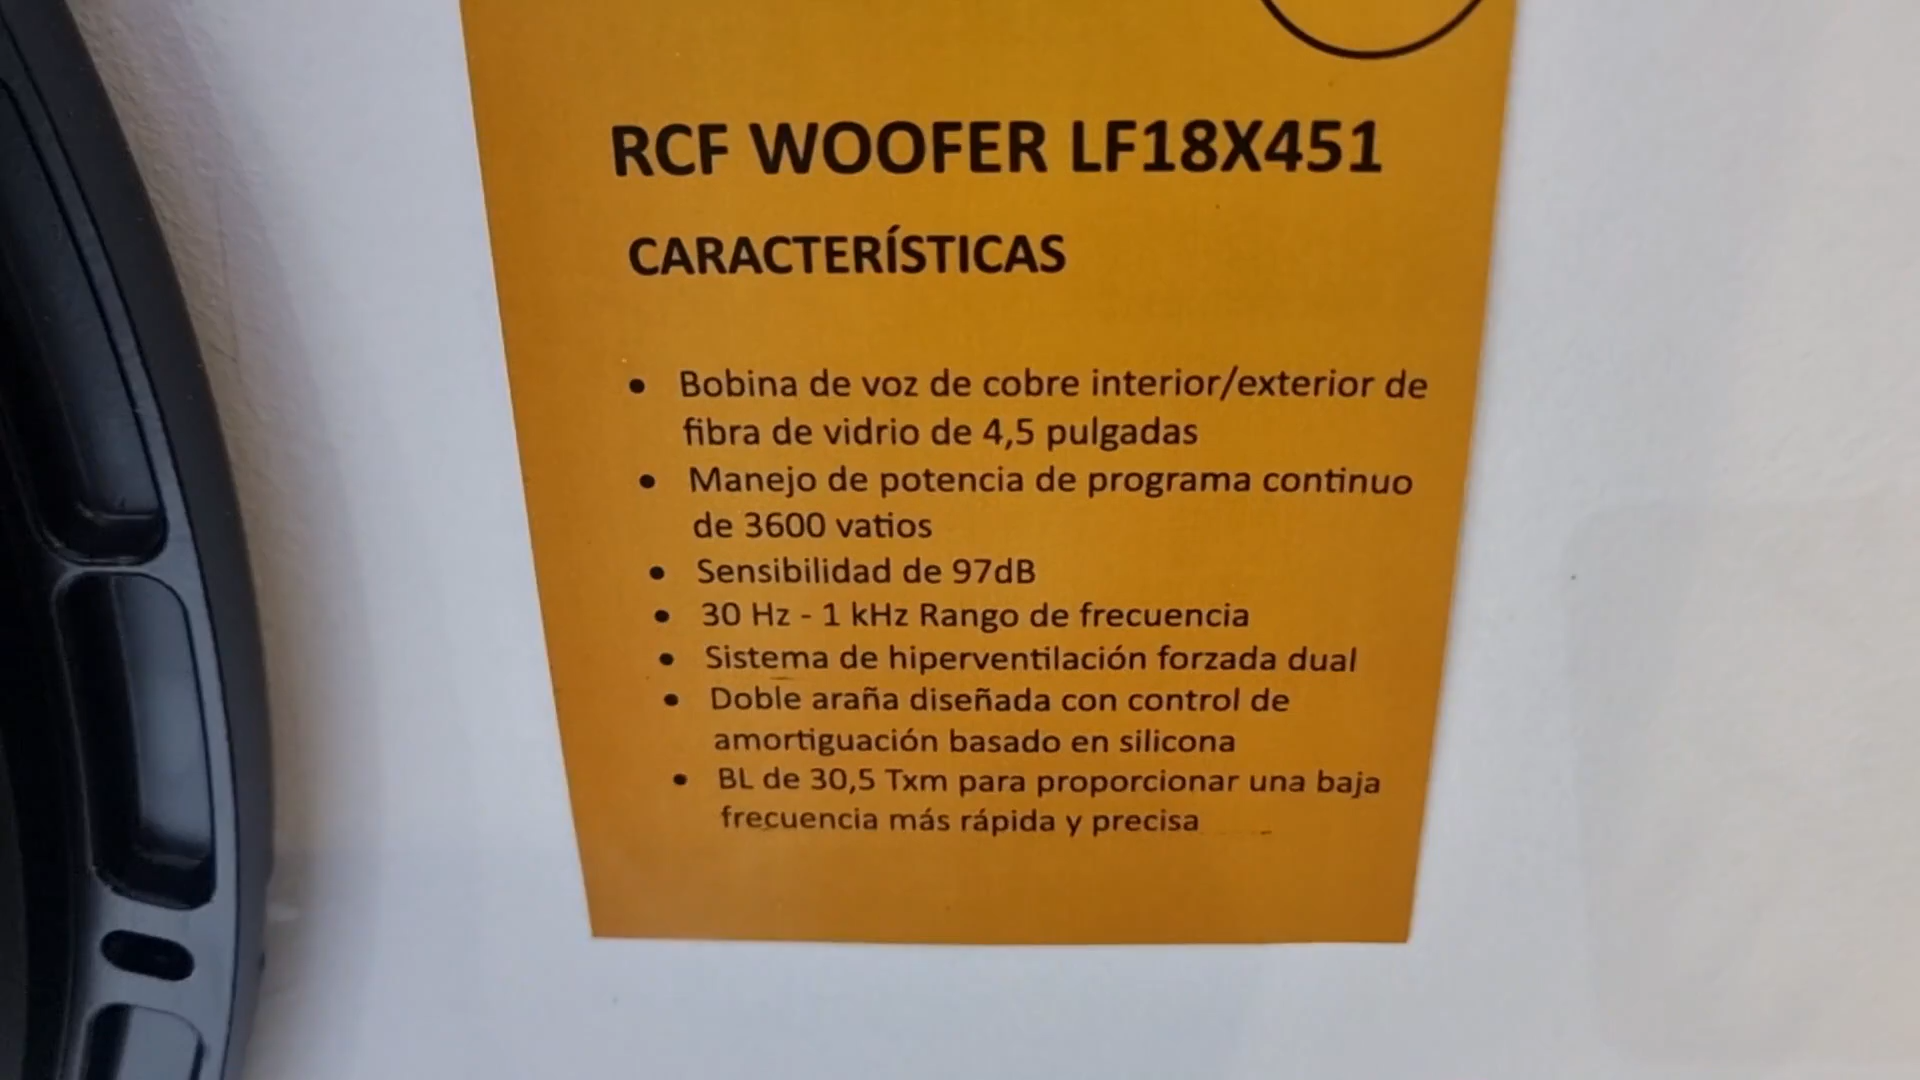 RCF WOOFER LF18X451
CARACTERÍSTICAS
• Bobina de voz de cobre interior/exterior de
fibra de vidrio de 4,5 pulgadas
• Manejo de potencia de programa continuo
de 3600 vatios
• Sensibilidad de 97dB
• 30 Hz - 1 kHz Rango de frecuencia
• Sistema de hiperventilación forzada dual
• Doble araña diseñada con control de
amortiguación basado en silicona
• BL de 30,5 Txm para proporcionar una baja
frecuencia más rápida y precisa